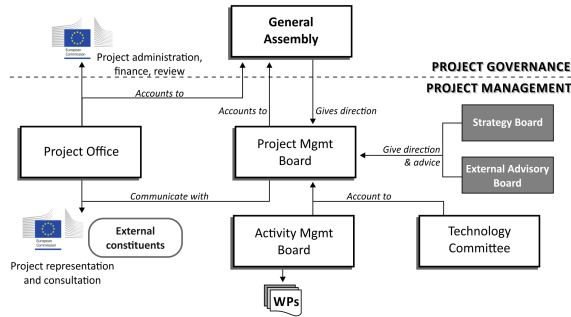 General
Assembly
European
Commission
Project administration,
finance, review
PROJECT GOVERNANCE
PROJECT MANAGEMENT
Accounts to
Accounts to
Gives direction
Strategy Board
Project Office
Project Mgmt
Board
Give direction
& advice
External Advisory
Board
Communicate with
Account to
European
Commission
External
constituents
Activity Mgmt
Board
Technology
Committee
Project representation
and consultation
WPs